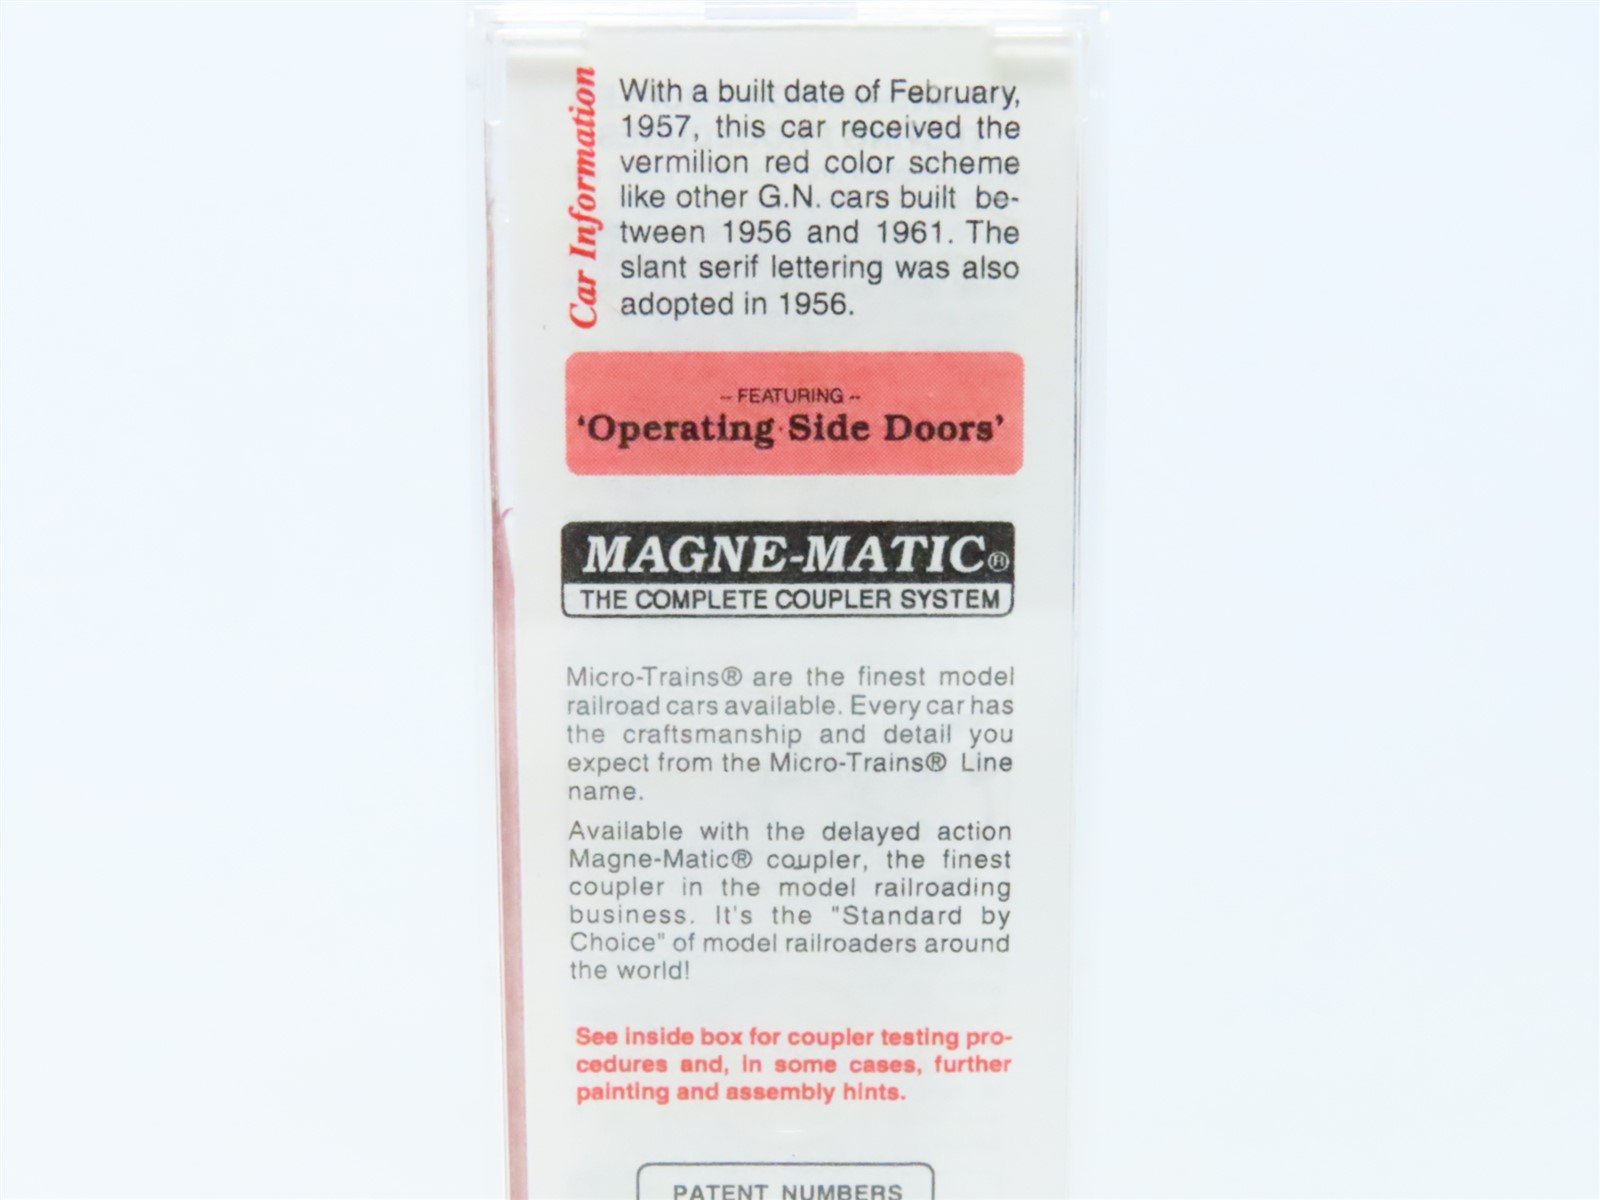 Car Information
With a built date of February,
1957, this car received the
vermilion red color scheme
like other G.N. cars built be-
tween 1956 and 1961. The
slant serif lettering was also
adopted in 1956.
-- FEATURING --
'Operating Side Doors'
MAGNE-MATIC®
THE COMPLETE COUPLER SYSTEM
Micro-Trains® are the finest model
railroad cars available. Every car has
the craftsmanship and detail you
expect from the Micro-Trains® Line
name.
Available with the delayed action
Magne-Matic® coupler, the finest
coupler in the model railroading
business. It's the "Standard by
Choice" of model railroaders around
the world!
See inside box for coupler testing pro-
cedures and, in some cases, further
painting and assembly hints.
PATENT NUMBERS